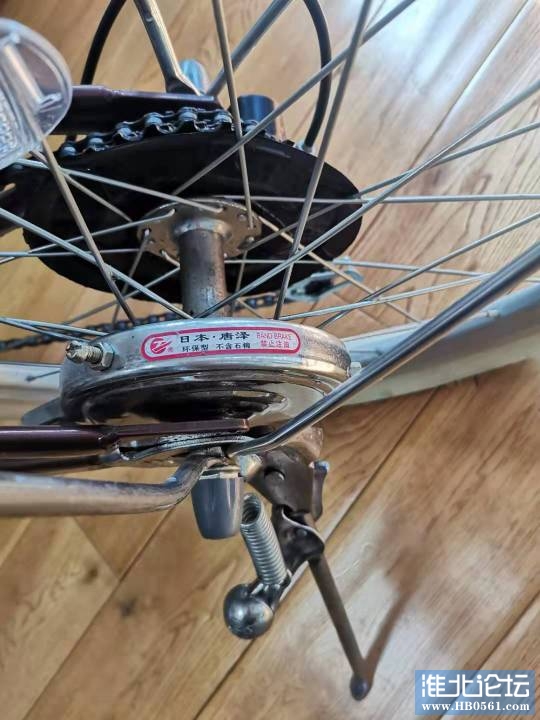 日本·唐泽 BAND BRAKE
环保型 不含石棉 禁止注油
淮北论坛
www.HB0561.com